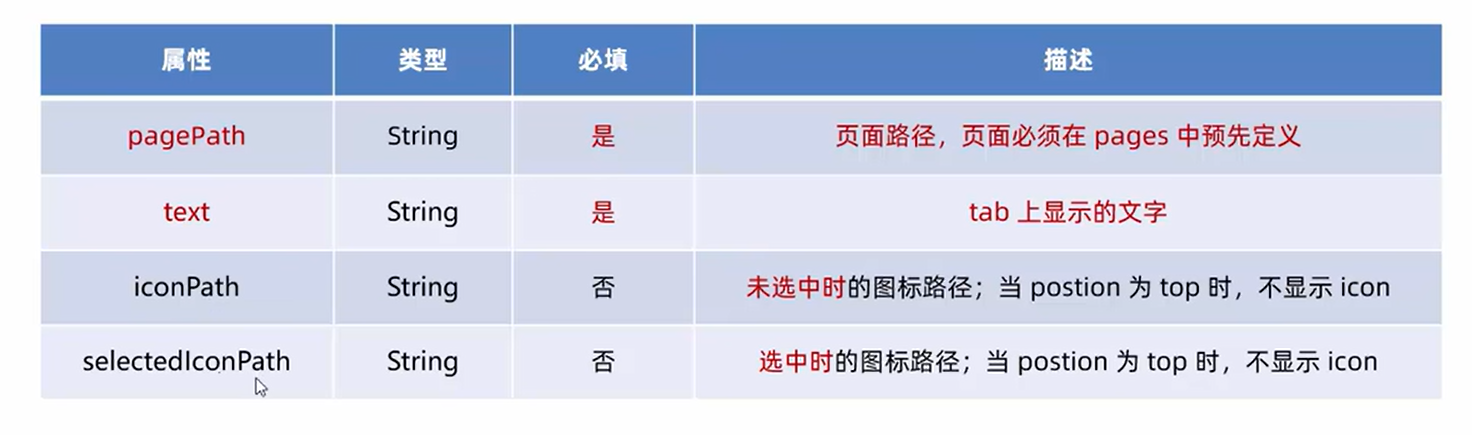 属性 类型 必填 描述
pagePath String 是 页面路径，页面必须在 pages 中预先定义
text String 是 tab 上显示的文字
iconPath String 否 未选中时的图标路径；当 postion 为 top 时，不显示 icon
selectedIconPath String 否 选中时的图标路径；当 postion 为 top 时，不显示 icon